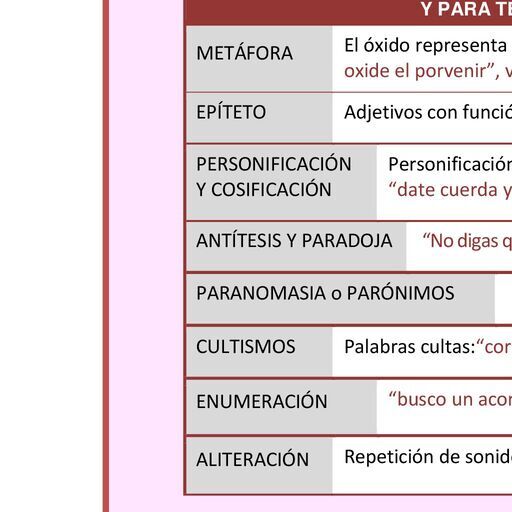 Y PARA TE
METÁFORA
El óxido representa
oxide el porvenir”, v
EPÍTETO
Adjetivos con funció
PERSONIFICACIÓN
Y COSIFICACIÓN
Personificación
“date cuerda y
ANTÍTESIS Y PARADOJA
“No digas q
PARANOMASIA o PARÓNIMOS
CULTISMOS
Palabras cultas:“cor
ENUMERACIÓN
“busco un acor
ALITERACIÓN
Repetición de sonid